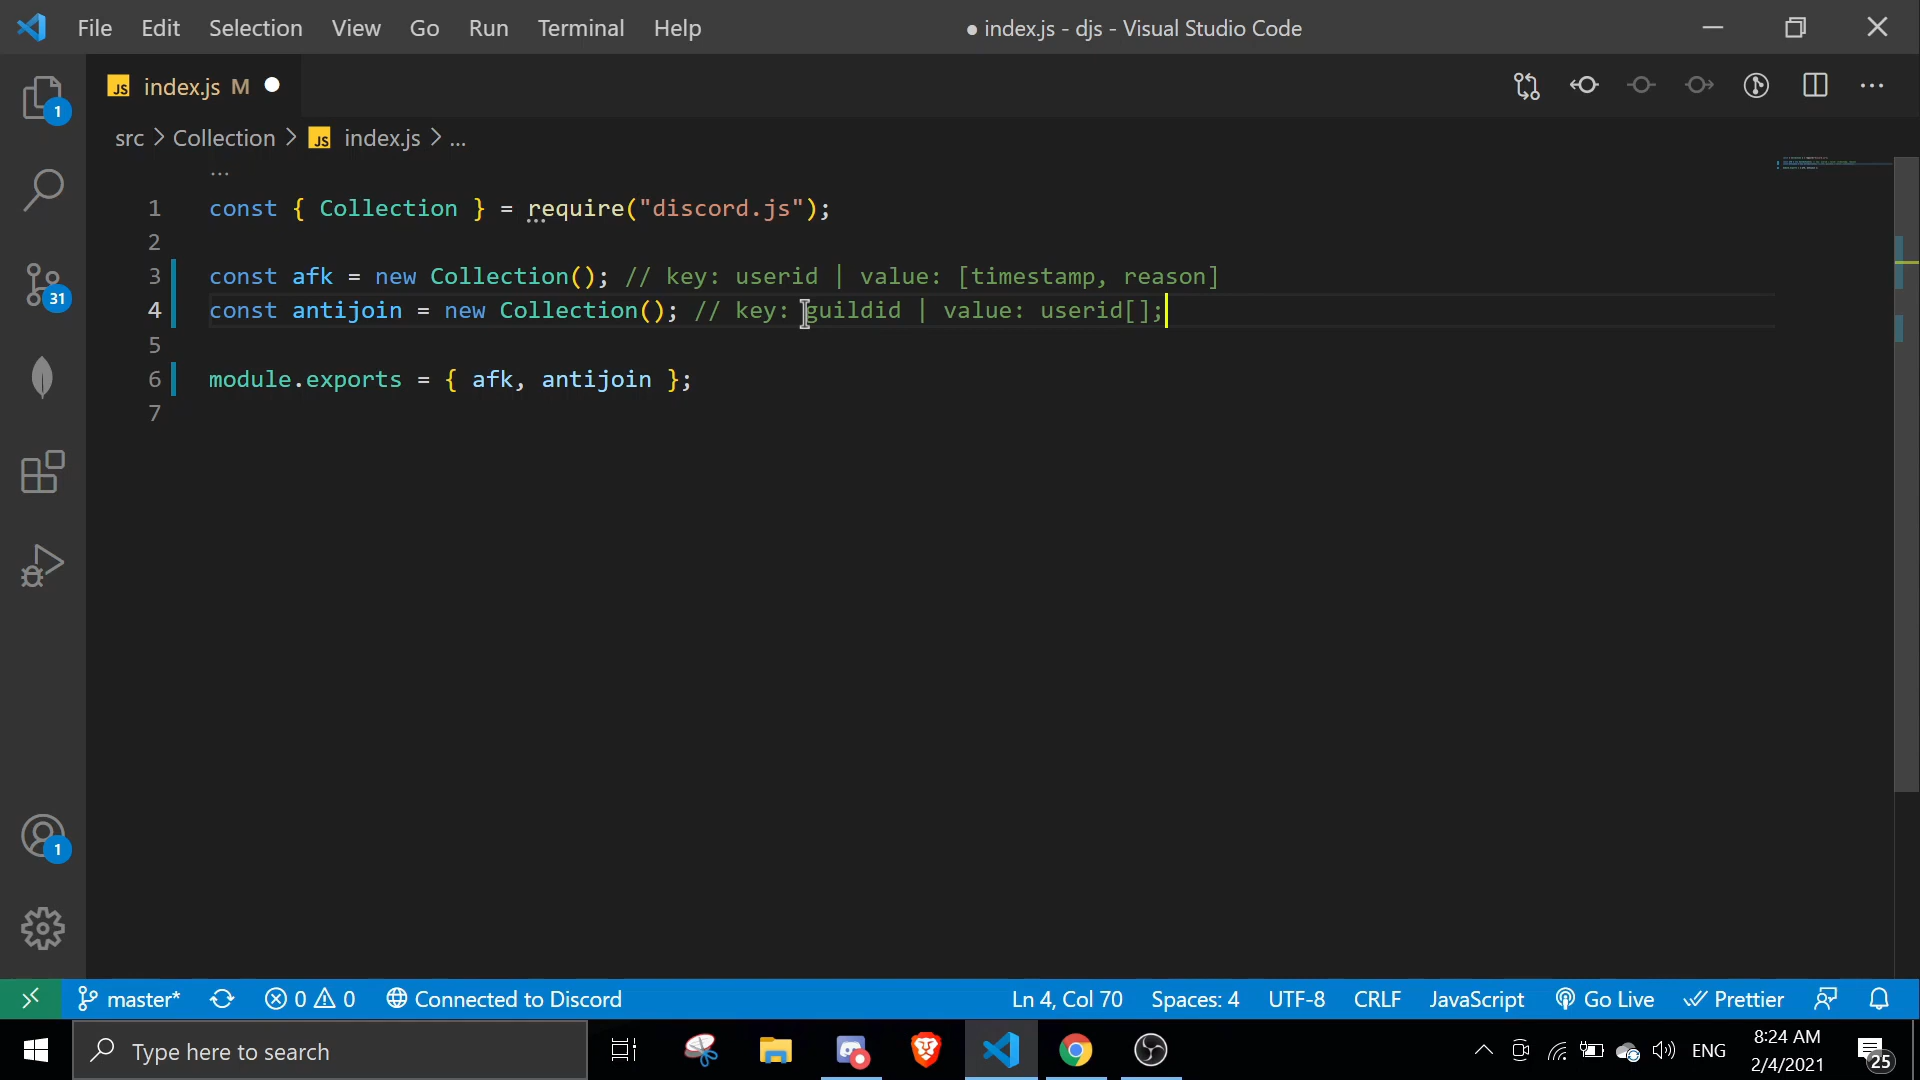 File Edit Selection View Go Run Terminal Help ● index.js - djs - Visual Studio Code
JS index.js M
src > Collection > JS index.js > ...
...
1 const { Collection } = require("discord.js");
2
3 const afk = new Collection(); // key: userid | value: [timestamp, reason]
4 const antijoin = new Collection(); // key: guildid | value: userid[];
5
6 module.exports = { afk, antijoin };
7
1
31
1
master* 0 0 Connected to Discord Ln 4, Col 70 Spaces: 4 UTF-8 CRLF JavaScript Go Live Prettier
Type here to search ENG 8:24 AM
2/4/2021
25